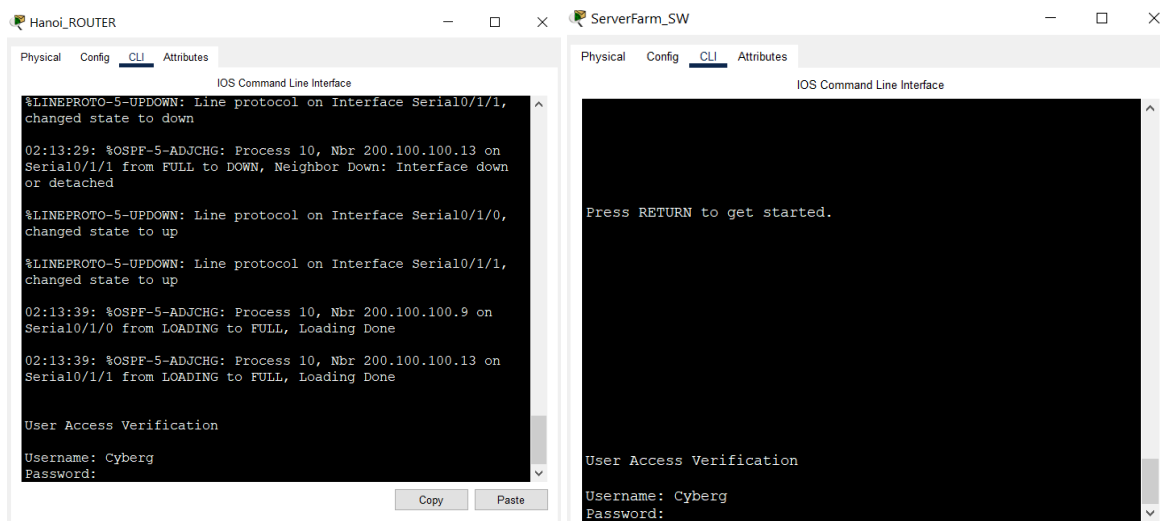 Hanoi_ROUTER
Physical Config CLI Attributes
IOS Command Line Interface
%LINEPROTO-5-UPDOWN: Line protocol on Interface Serial0/1/1,
changed state to down
02:13:29: %OSPF-5-ADJCHG: Process 10, Nbr 200.100.100.13 on
Serial0/1/1 from FULL to DOWN, Neighbor Down: Interface down
or detached
%LINEPROTO-5-UPDOWN: Line protocol on Interface Serial0/1/0,
changed state to up
%LINEPROTO-5-UPDOWN: Line protocol on Interface Serial0/1/1,
changed state to up
02:13:39: %OSPF-5-ADJCHG: Process 10, Nbr 200.100.100.9 on
Serial0/1/0 from LOADING to FULL, Loading Done
02:13:39: %OSPF-5-ADJCHG: Process 10, Nbr 200.100.100.13 on
Serial0/1/1 from LOADING to FULL, Loading Done
User Access Verification
Username: Cyberg
Password:
Copy Paste
ServerFarm_SW
Physical Config CLI Attributes
IOS Command Line Interface
Press RETURN to get started.
User Access Verification
Username: Cyberg
Password: